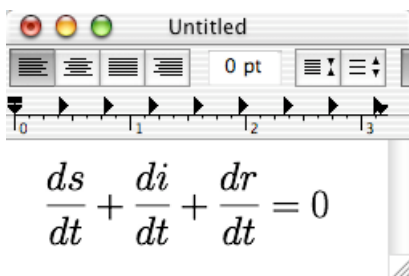 Untitled
0 pt
0 1 2 3
ds/dt + di/dt + dr/dt = 0